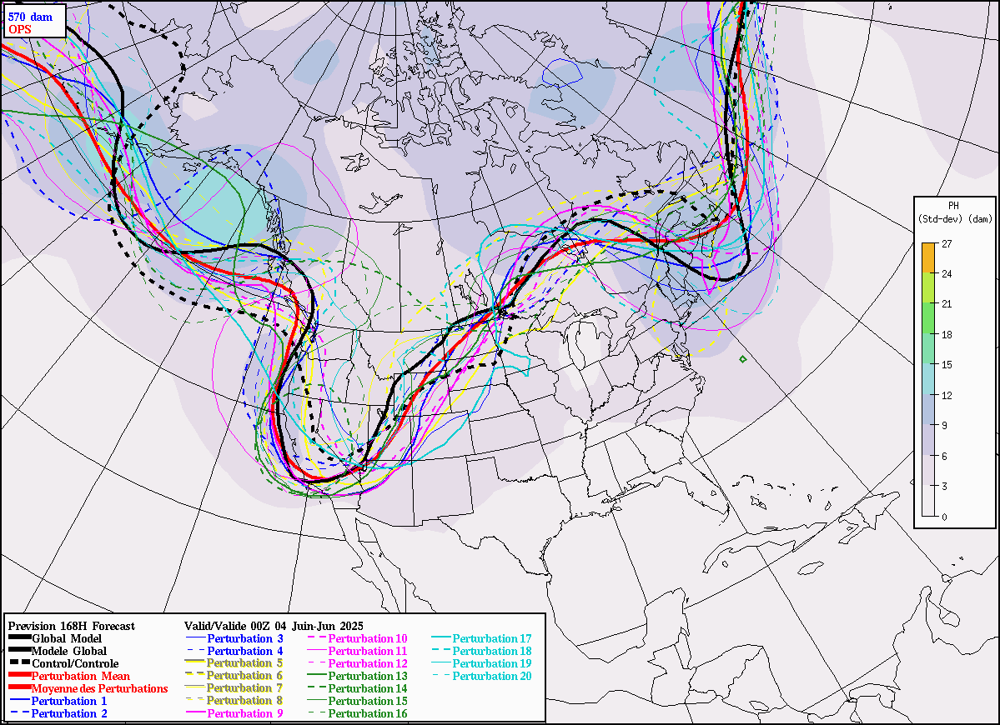 570 dam
OPS
PH
(Std-dev) (dam)
27
24
21
18
15
12
9
6
3
0
Prevision 168H Forecast
Valid/Valide 00Z 04 Juin-Jun 2025
Global Model
Modele Global
Control/Controle
Perturbation Mean
Moyenne des Perturbations
Perturbation 1
Perturbation 2
Perturbation 3
Perturbation 4
Perturbation 5
Perturbation 6
Perturbation 7
Perturbation 8
Perturbation 9
Perturbation 10
Perturbation 11
Perturbation 12
Perturbation 13
Perturbation 14
Perturbation 15
Perturbation 16
Perturbation 17
Perturbation 18
Perturbation 19
Perturbation 20